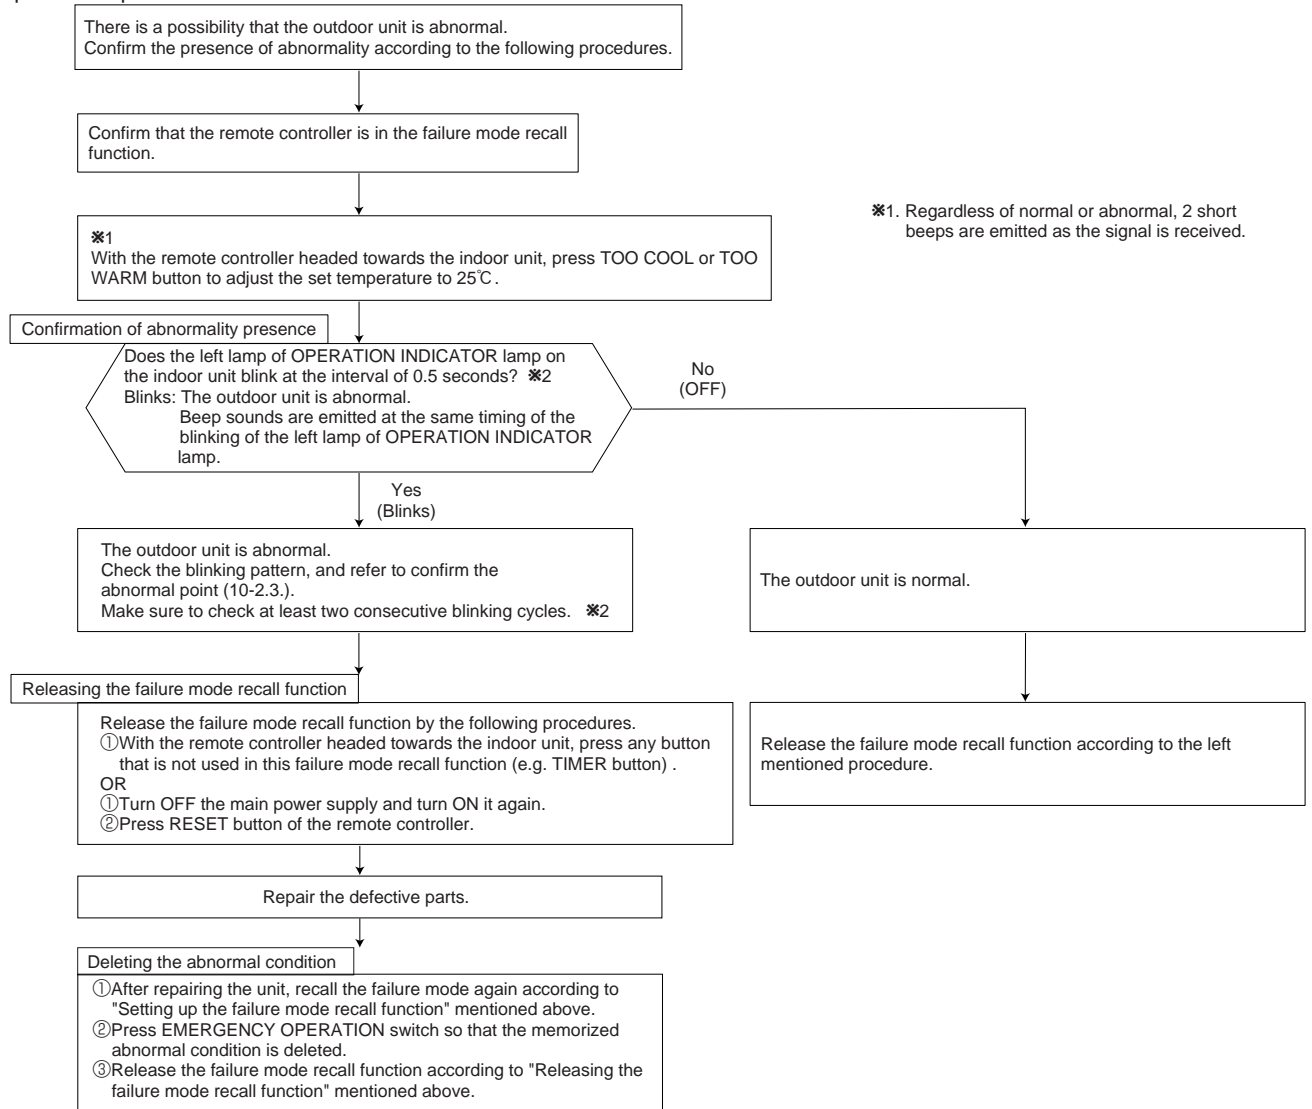 There is a possibility that the outdoor unit is abnormal.
Confirm the presence of abnormality according to the following procedures.
Confirm that the remote controller is in the failure mode recall
function.
※1
With the remote controller headed towards the indoor unit, press TOO COOL or TOO
WARM button to adjust the set temperature to 25℃.
※1. Regardless of normal or abnormal, 2 short
beeps are emitted as the signal is received.
Confirmation of abnormality presence
Does the left lamp of OPERATION INDICATOR lamp on
the indoor unit blink at the interval of 0.5 seconds? ※2
Blinks: The outdoor unit is abnormal.
Beep sounds are emitted at the same timing of the
blinking of the left lamp of OPERATION INDICATOR
lamp.
No
(OFF)
Yes
(Blinks)
The outdoor unit is abnormal.
Check the blinking pattern, and refer to confirm the
abnormal point (10-2.3.).
Make sure to check at least two consecutive blinking cycles. ※2
The outdoor unit is normal.
Releasing the failure mode recall function
Release the failure mode recall function by the following procedures.
①With the remote controller headed towards the indoor unit, press any button
that is not used in this failure mode recall function (e.g. TIMER button) .
OR
①Turn OFF the main power supply and turn ON it again.
②Press RESET button of the remote controller.
Release the failure mode recall function according to the left
mentioned procedure.
Repair the defective parts.
Deleting the abnormal condition
①After repairing the unit, recall the failure mode again according to
"Setting up the failure mode recall function" mentioned above.
②Press EMERGENCY OPERATION switch so that the memorized
abnormal condition is deleted.
③Release the failure mode recall function according to "Releasing the
failure mode recall function" mentioned above.